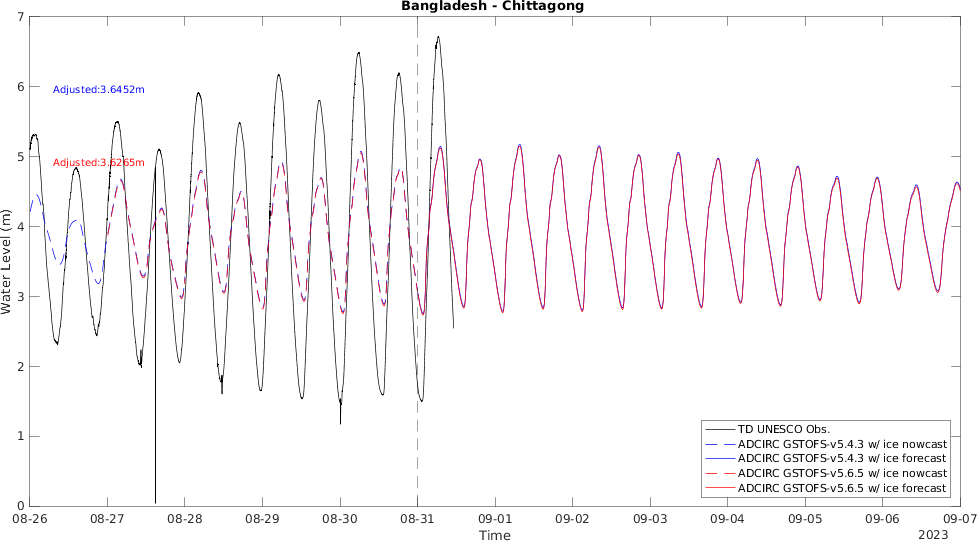 Bangladesh - Chittagong
7
6
5
4
3
2
1
0
Water Level (m)
Adjusted:3.6452m
Adjusted:3.6265m
TD UNESCO Obs.
ADCIRC GSTOFS-v5.4.3 w/ ice nowcast
ADCIRC GSTOFS-v5.4.3 w/ ice forecast
ADCIRC GSTOFS-v5.6.5 w/ ice nowcast
ADCIRC GSTOFS-v5.6.5 w/ ice forecast
08-26 08-27 08-28 08-29 08-30 08-31 09-01 09-02 09-03 09-04 09-05 09-06 09-07
Time
2023